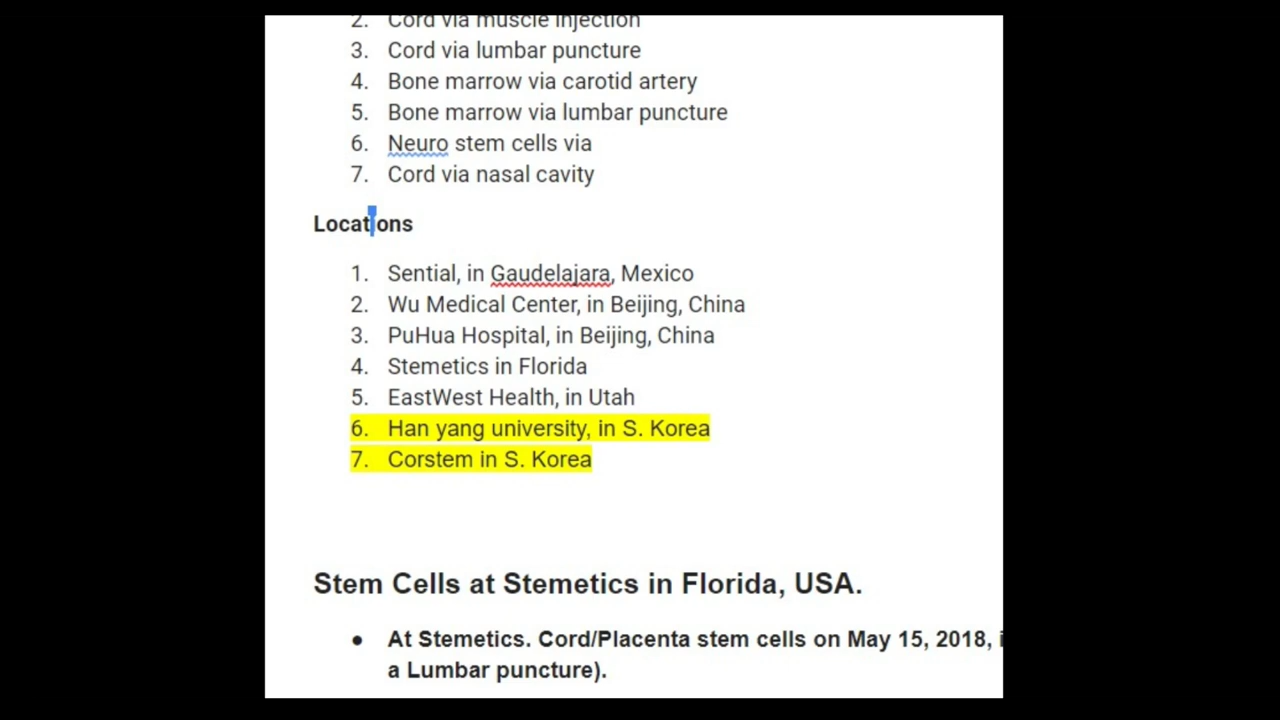 2. Cord via muscle injection
3. Cord via lumbar puncture
4. Bone marrow via carotid artery
5. Bone marrow via lumbar puncture
6. Neuro stem cells via
7. Cord via nasal cavity
Locations
1. Sential, in Gaudelajara, Mexico
2. Wu Medical Center, in Beijing, China
3. PuHua Hospital, in Beijing, China
4. Stemetics in Florida
5. EastWest Health, in Utah
6. Han yang university, in S. Korea
7. Corstem in S. Korea
Stem Cells at Stemetics in Florida, USA.
• At Stemetics. Cord/Placenta stem cells on May 15, 2018,
a Lumbar puncture).